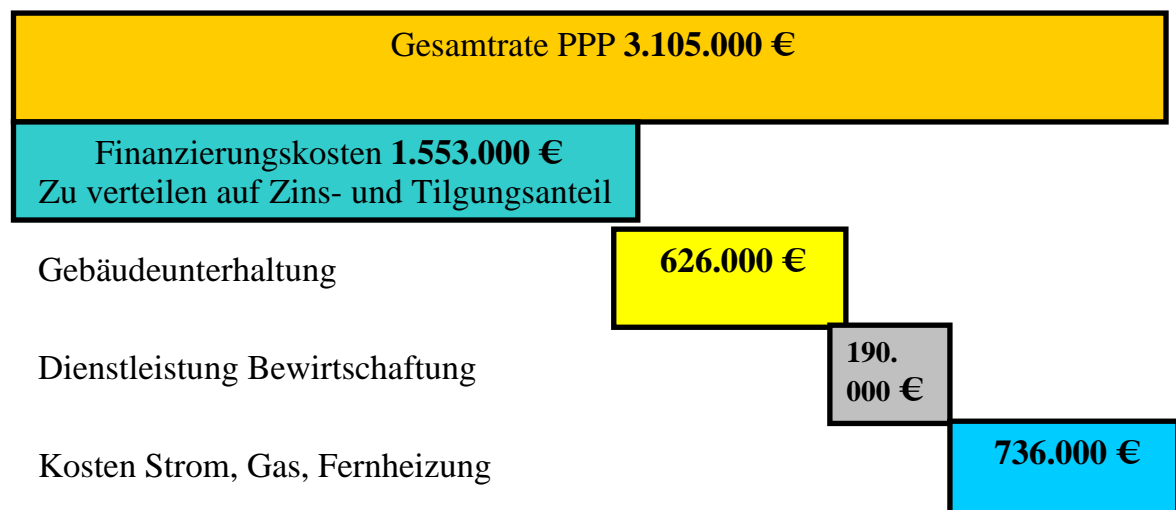 Gesamtrate PPP 3.105.000 €
Finanzierungskosten 1.553.000 €
Zu verteilen auf Zins- und Tilgungsanteil
Gebäudeunterhaltung
626.000 €
Dienstleistung Bewirtschaftung
190.
000 €
Kosten Strom, Gas, Fernheizung
736.000 €